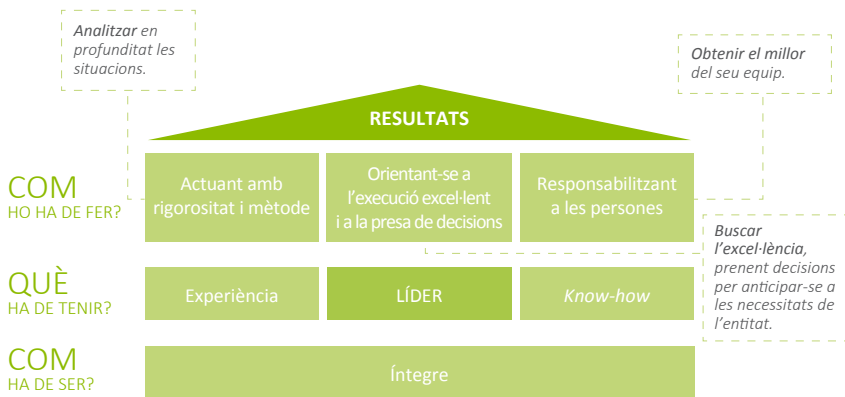 Analitzar en
profunditat les
situacions.
Obtenir el millor
del seu equip.
RESULTATS
COM
HO HA DE FER?
Actuant amb
rigorositat i mètode
Orientant-se a
l’execució excel·lent
i a la presa de decisions
Responsabilitzant
a les persones
Buscar
l’excel·lència,
prenent decisions
per anticipar-se a
les necessitats de
l’entitat.
QUÈ
HA DE TENIR?
Experiència
LÍDER
Know-how
COM
HA DE SER?
Íntegre